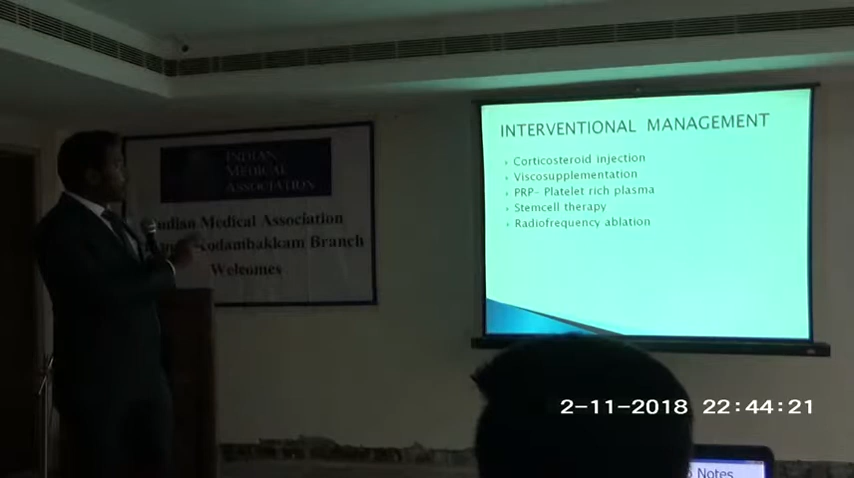 INDIAN
MEDICAL
ASSOCIATION
Indian Medical Association
Kodambakkam Branch
Welcomes
INTERVENTIONAL MANAGEMENT
Corticosteroid injection
Viscosupplementation
PRP- Platelet rich plasma
Stemcell therapy
Radiofrequency ablation
2-11-2018 22:44:21
Notes